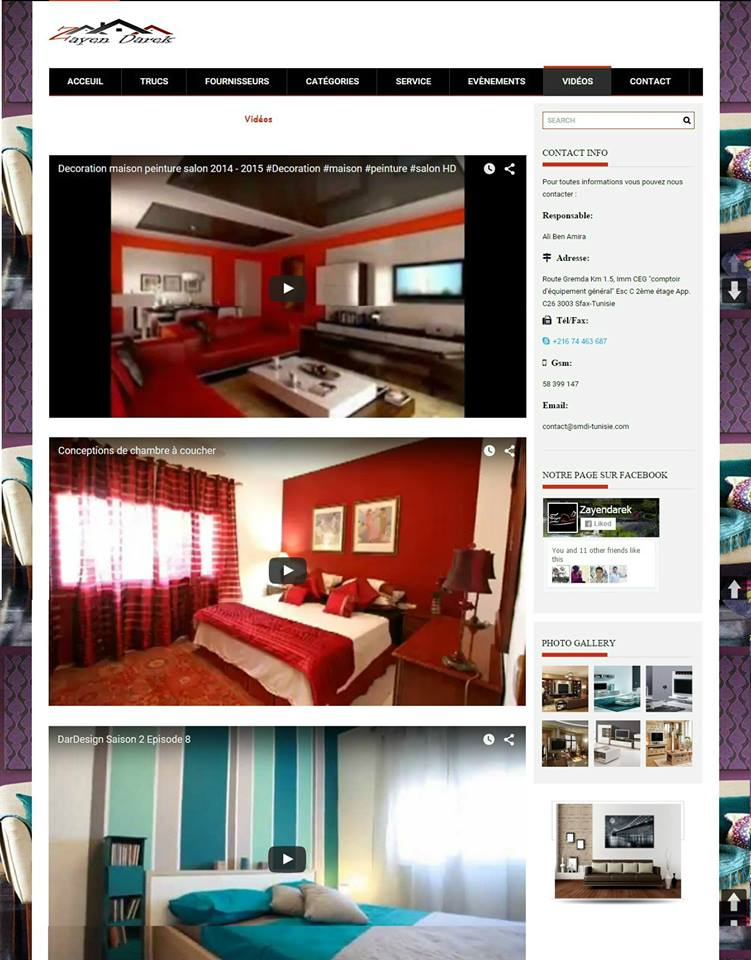 Zayen Darek
ACCEUIL TRUCS FOURNISSEURS CATÉGORIES SERVICE EVÈNEMENTS VIDÉOS CONTACT
Vidéos
Decoration maison peinture salon 2014 - 2015 #Decoration #maison #peinture #salon HD
Conceptions de chambre à coucher
DarDesign Saison 2 Episode 8
SEARCH
CONTACT INFO
Pour toutes informations vous pouvez nous
contacter :
Responsable:
Ali Ben Amira
Adresse:
Route Gremda Km 1.5, Imm CEG "comptoir
d'équipement général" Esc C 2ème étage App.
C26 3003 Sfax-Tunisie
Tél/Fax:
+216 74 463 687
Gsm:
58 399 147
Email:
contact@smdi-tunisie.com
NOTRE PAGE SUR FACEBOOK
Zayendarek
Liked
You and 11 other friends like
this
PHOTO GALLERY